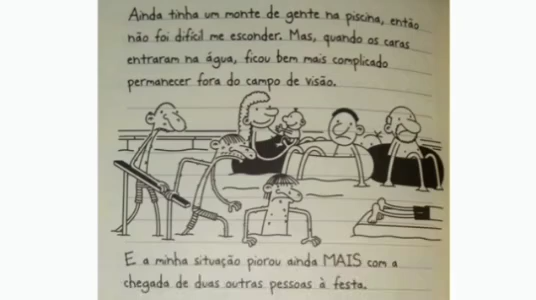 Ainda tinha um monte de gente na piscina, então
não foi difícil me esconder. Mas, quando os caras
entraram na água, ficou bem mais complicado
permanecer fora do campo de visão.
E a minha situação piorou ainda MAIS com a
chegada de duas outras pessoas à festa.